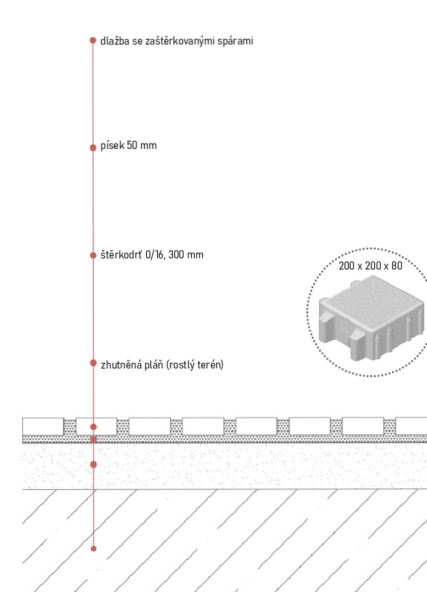 dlažba se zaštěrkovanými spárami
písek 50 mm
štěrkodrť 0/16, 300 mm
200 x 200 x 80
zhutněná pláň (rostlý terén)